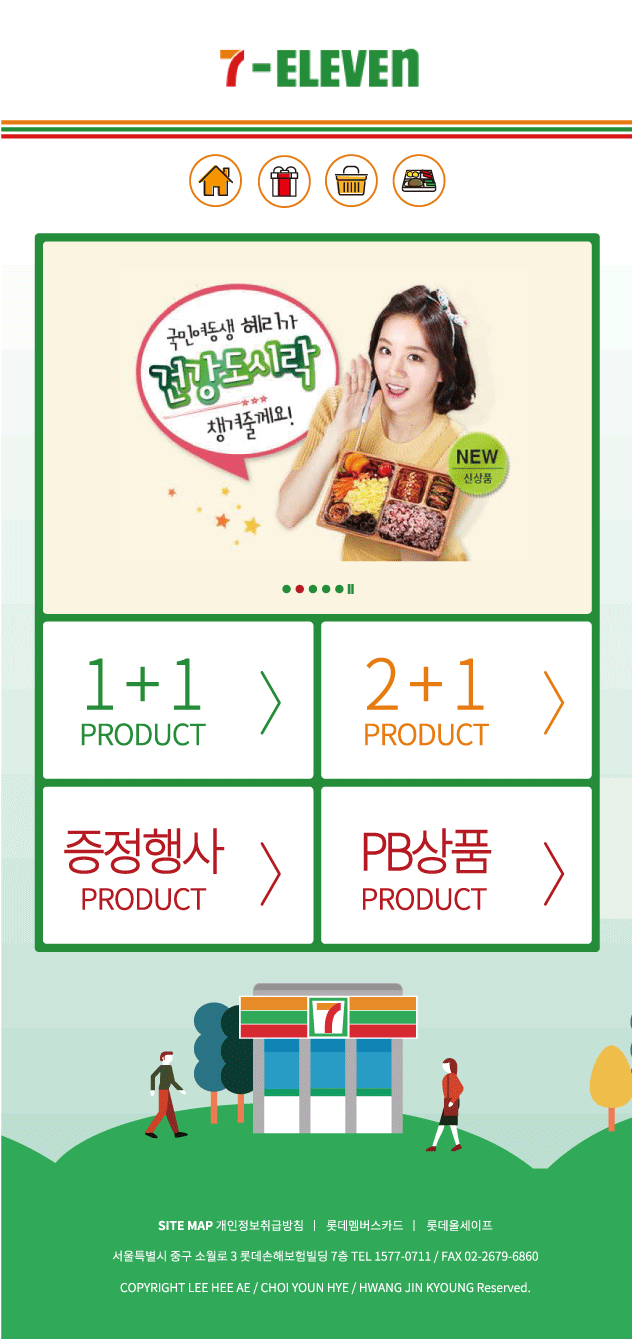 7-ELEVEN
국민여동생 혜리가
건강도시락
챙겨줄게요!
NEW
신상품
1+1
PRODUCT
2+1
PRODUCT
증정행사
PRODUCT
PB상품
PRODUCT
7
SITE MAP 개인정보취급방침 | 롯데멤버스카드 | 롯데올세이프
서울특별시 중구 소월로 3 롯데손해보험빌딩 7층 TEL 1577-0711 / FAX 02-2679-6860
COPYRIGHT LEE HEE AE / CHOI YOUN HYE / HWANG JIN KYOUNG Reserved.